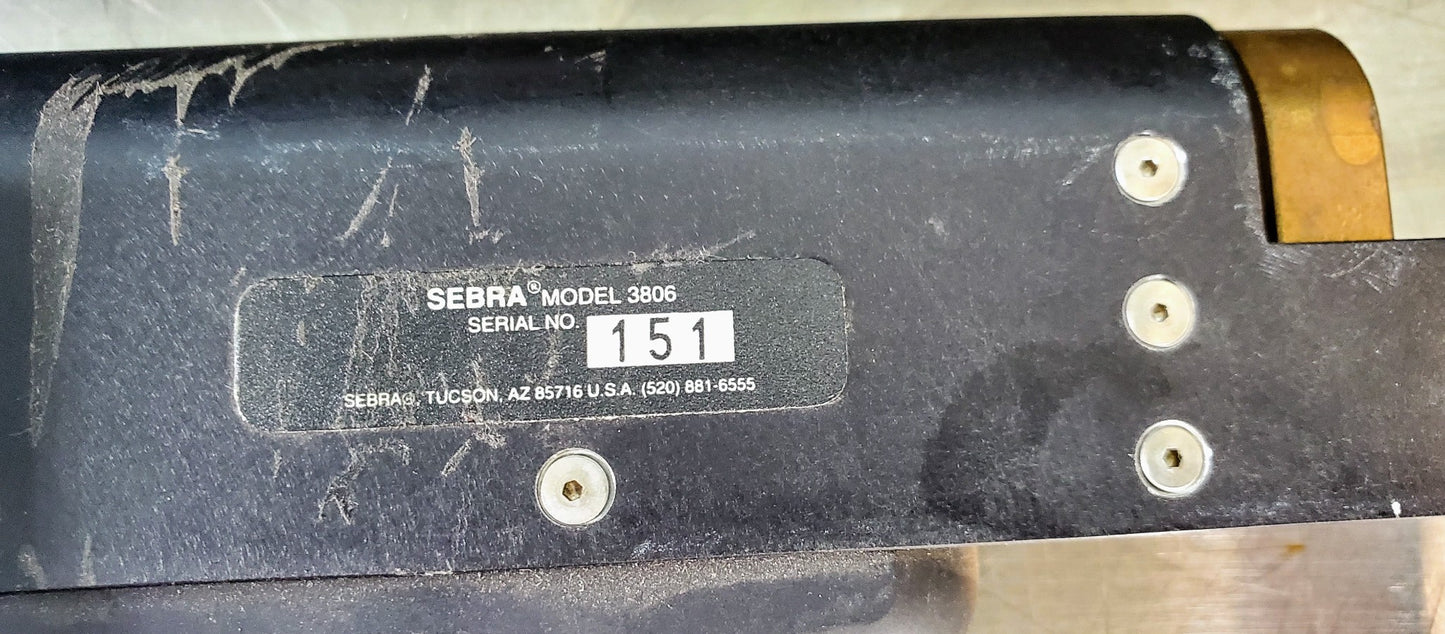 SEBRA® MODEL 3806
SERIAL NO. 151
SEBRA®, TUCSON, AZ 85716 U.S.A. (520) 881-6555